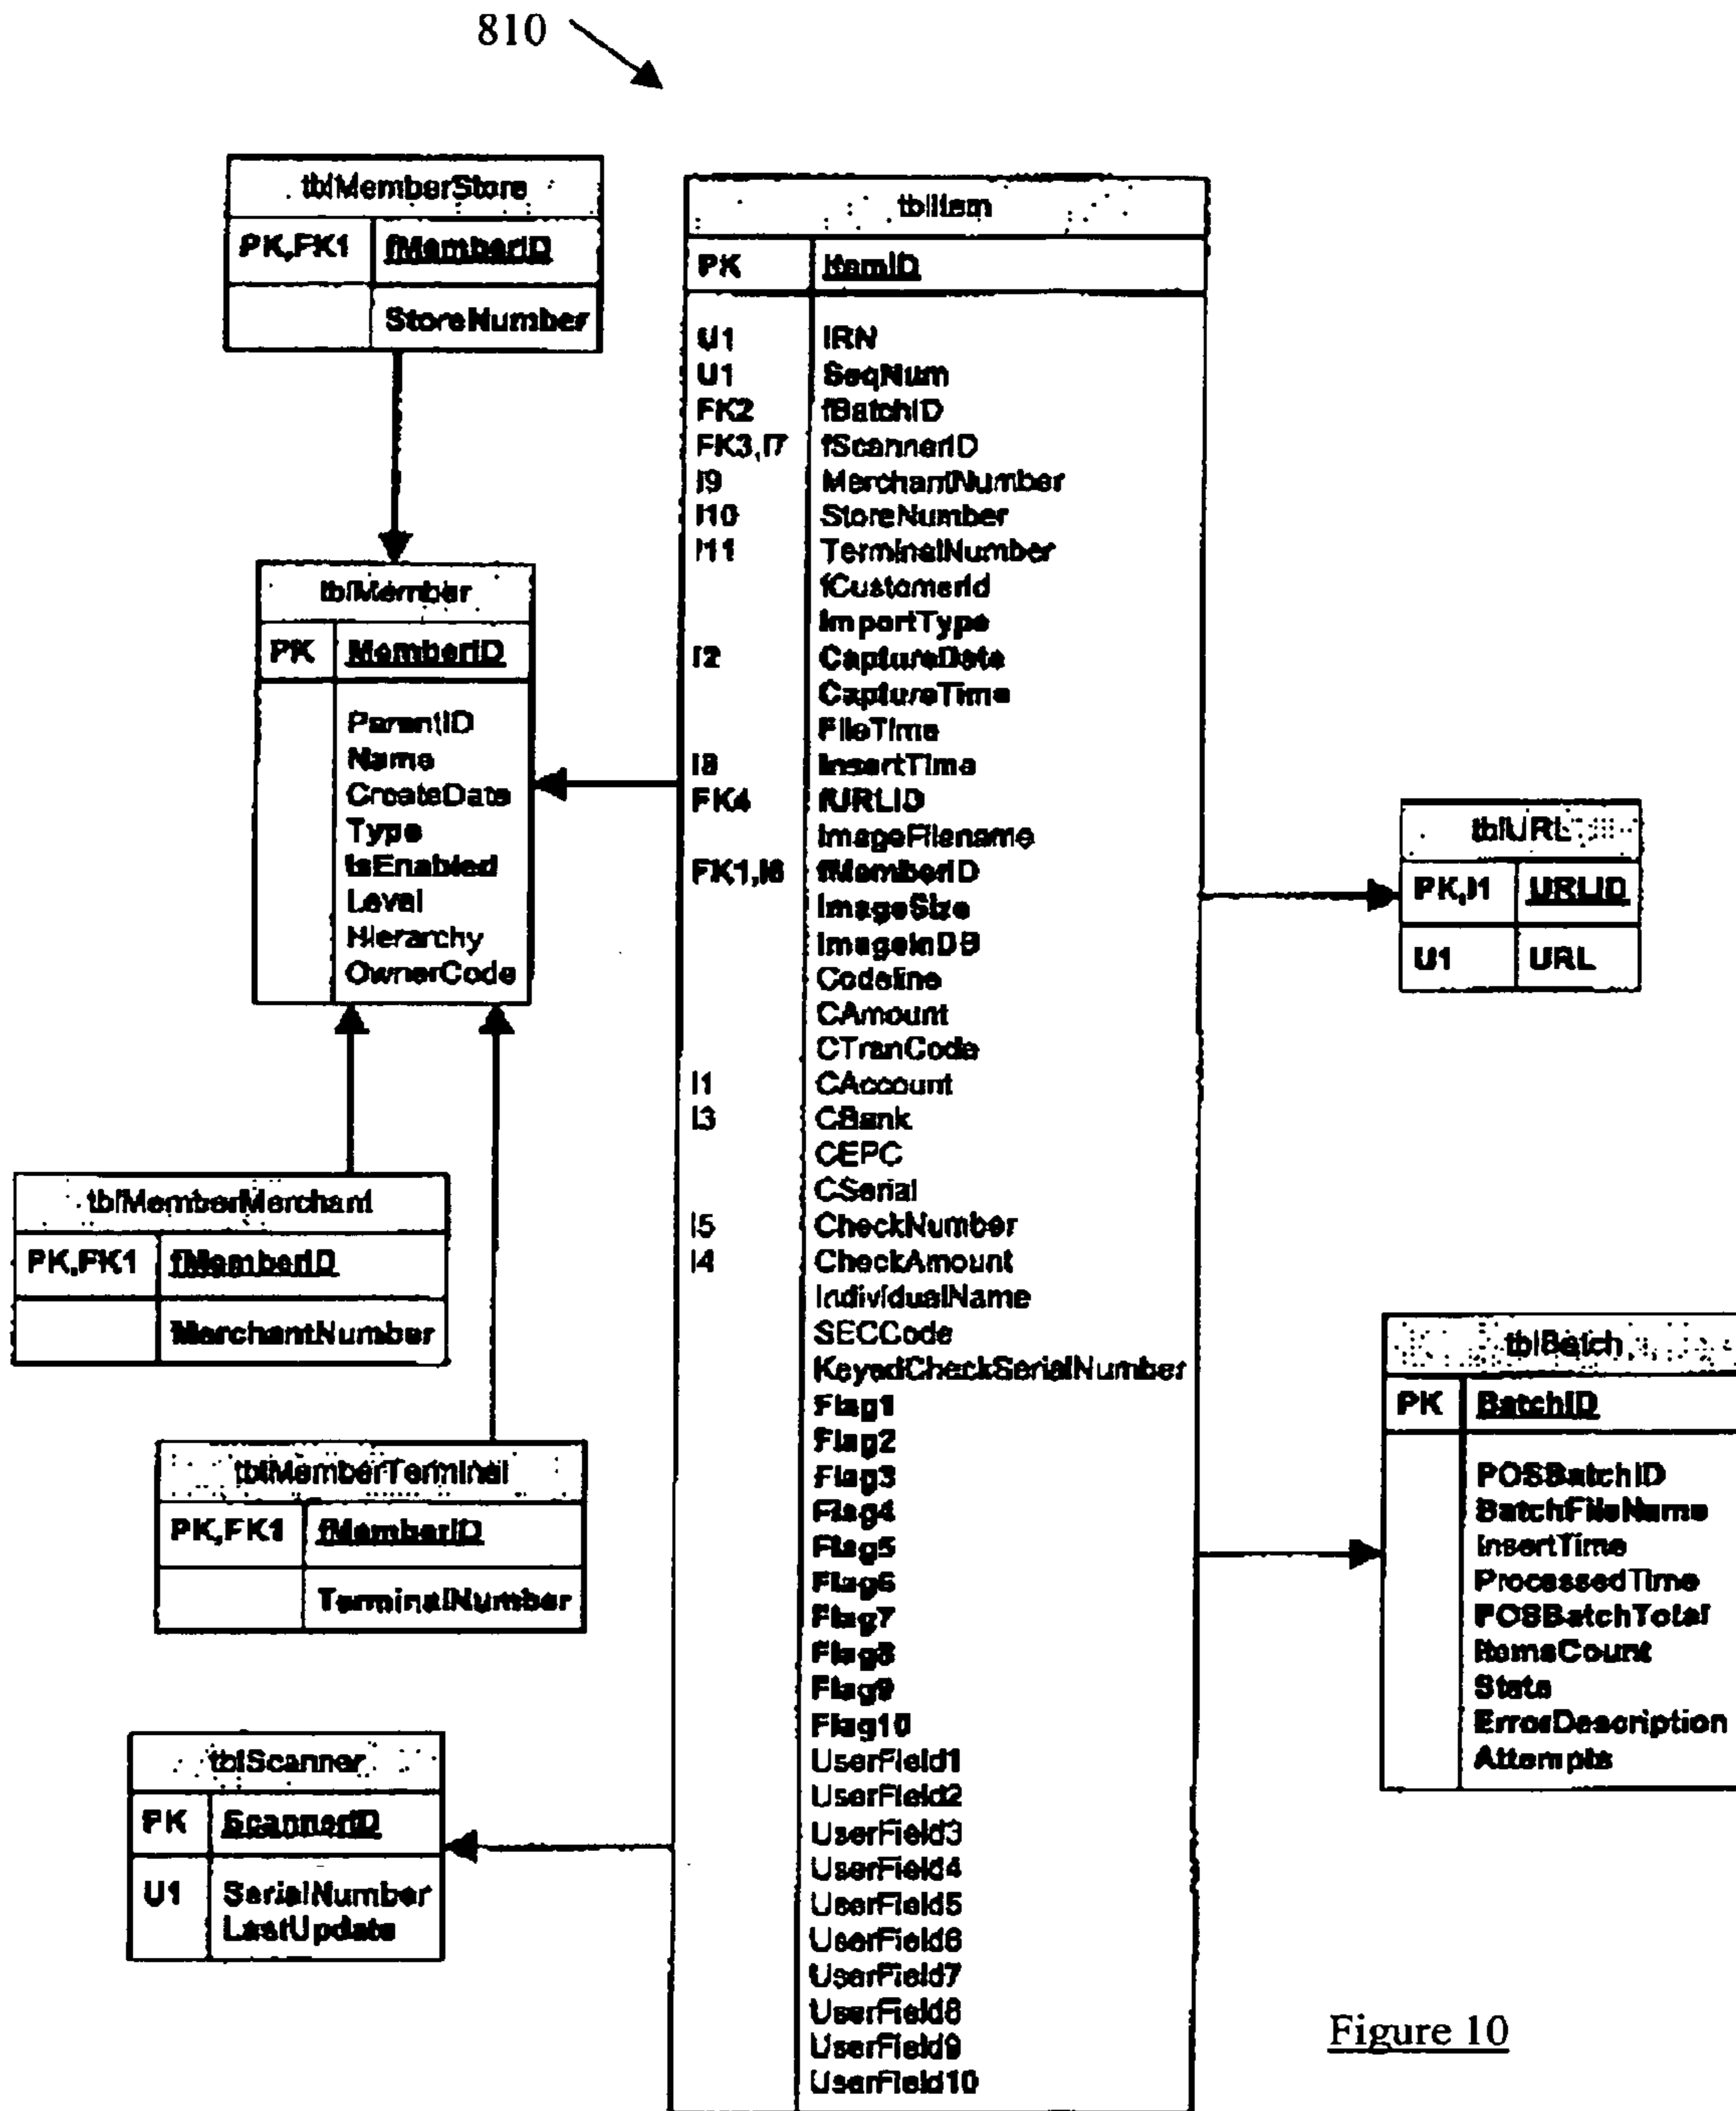 810
tblMemberStore
PK,FK1 fMemberID
StoreNumber
tblMember
PK MemberID
ParentID
Name
CreateDate
Type
IsEnabled
Level
Hierarchy
OwnerCode
tblMemberMerchant
PK,FK1 fMemberID
MerchantNumber
tblMemberTerminal
PK,FK1 fMemberID
TerminalNumber
tblScanner
PK ScannerID
U1 SerialNumber
LastUpdate
tblItem
PK ItemID
U1 IRN
U1 SeqNum
FK2 fBatchID
FK3,I7 fScannerID
I9 MerchantNumber
I10 StoreNumber
I11 TerminalNumber
fCustomerId
ImportType
I2 CaptureDate
CaptureTime
FileTime
I8 InsertTime
FK4 fURLID
ImageFilename
FK1,I6 fMemberID
ImageSize
ImageInDB
Codeline
CAmount
CTranCode
I1 CAccount
I3 CBank
CEPC
CSerial
I5 CheckNumber
I4 CheckAmount
IndividualName
SECCode
KeyedCheckSerialNumber
Flag1
Flag2
Flag3
Flag4
Flag5
Flag6
Flag7
Flag8
Flag9
Flag10
UserField1
UserField2
UserField3
UserField4
UserField5
UserField6
UserField7
UserField8
UserField9
UserField10
tblURL
PK,I1 URLID
U1 URL
tblBatch
PK BatchID
POSBatchID
BatchFileName
InsertTime
ProcessedTime
POSBatchTotal
ItemsCount
State
ErrorDescription
Attempts
Figure 10